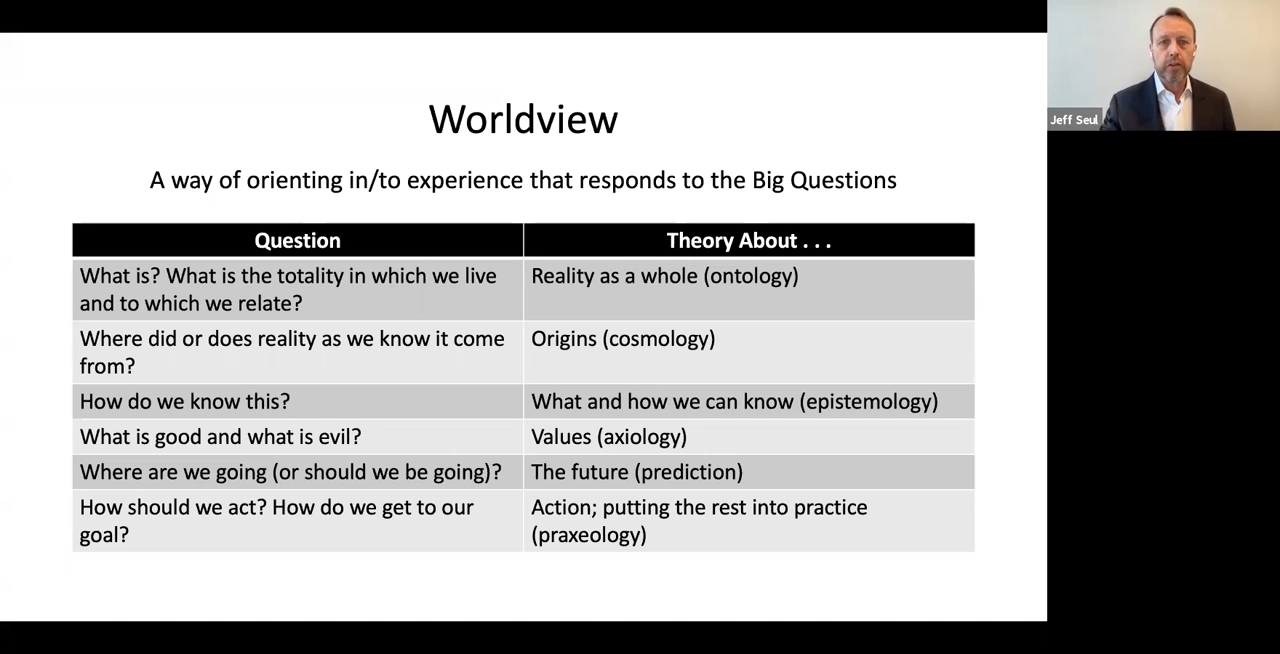 Worldview
A way of orienting in/to experience that responds to the Big Questions
Question
Theory About . . .
What is? What is the totality in which we live
and to which we relate?
Reality as a whole (ontology)
Where did or does reality as we know it come
from?
Origins (cosmology)
How do we know this?
What and how we can know (epistemology)
What is good and what is evil?
Values (axiology)
Where are we going (or should we be going)?
The future (prediction)
How should we act? How do we get to our
goal?
Action; putting the rest into practice
(praxeology)
Jeff Seul